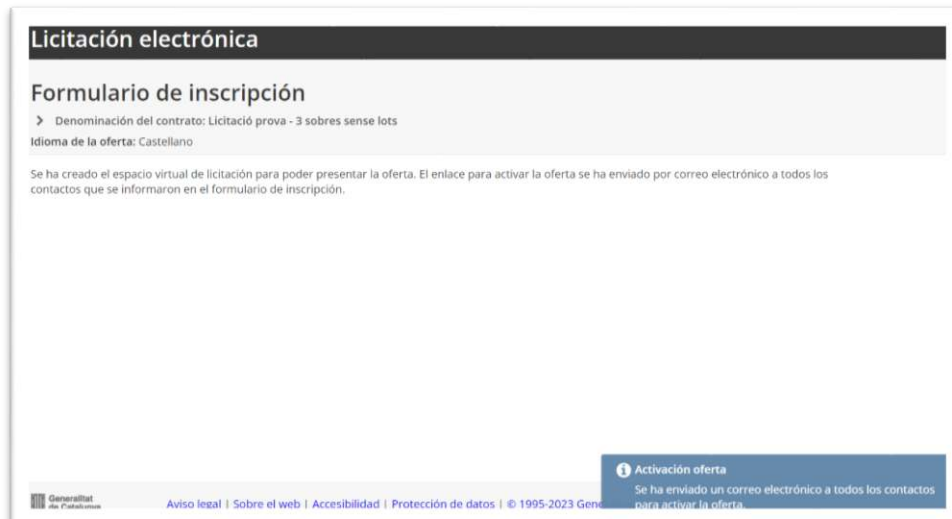 Licitación electrónica
Formulario de inscripción
Denominación del contrato: Licitació prova - 3 sobres sense lots
Idioma de la oferta: Castellano
Se ha creado el espacio virtual de licitación para poder presentar la oferta. El enlace para activar la oferta se ha enviado por correo electrónico a todos los
contactos que se informaron en el formulario de inscripción.
Activación oferta
Se ha enviado un correo electrónico a todos los contactos
para activar la oferta.
Generalitat
de Catalunya
Aviso legal | Sobre el web | Accesibilidad | Protección de datos | © 1995-2023 Gene